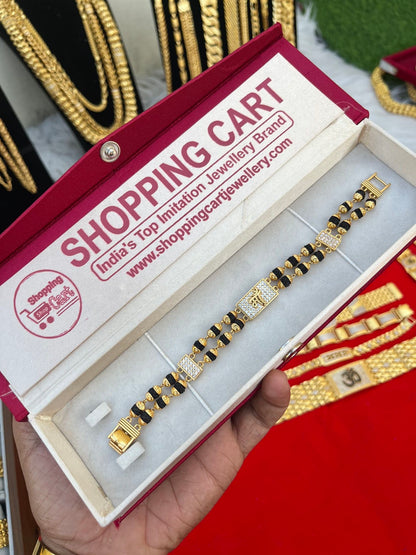 SHOPPING CART
India's Top Imitation Jewellery Brand
www.shoppingcartjewellery.com
Shopping
Cart
ॐ